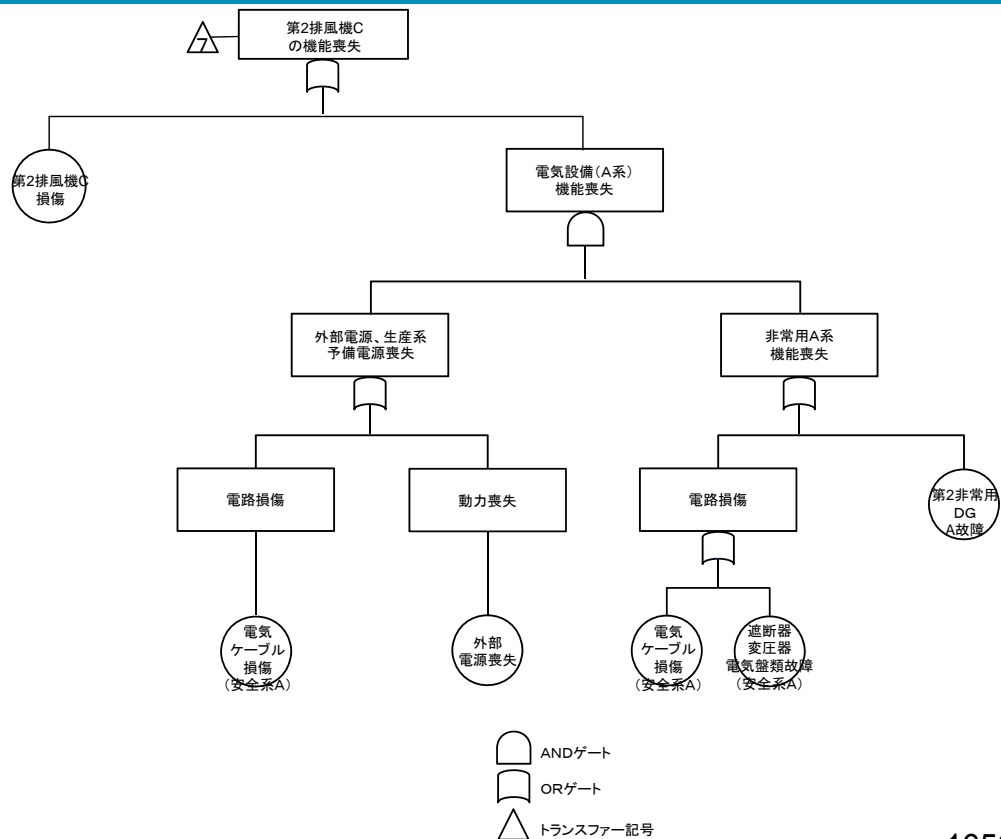 第2排風機C
の機能喪失
7
第2排風機C
損傷
電気設備(A系)
機能喪失
外部電源、生産系
予備電源喪失
非常用A系
機能喪失
電路損傷
動力喪失
電路損傷
第2非常用
DG
A故障
電気
ケーブル
損傷
(安全系A)
外部
電源喪失
電気
ケーブル
損傷
(安全系A)
遮断器
変圧器
電気盤類故障
(安全系A)
ANDゲート
ORゲート
トランスファー記号